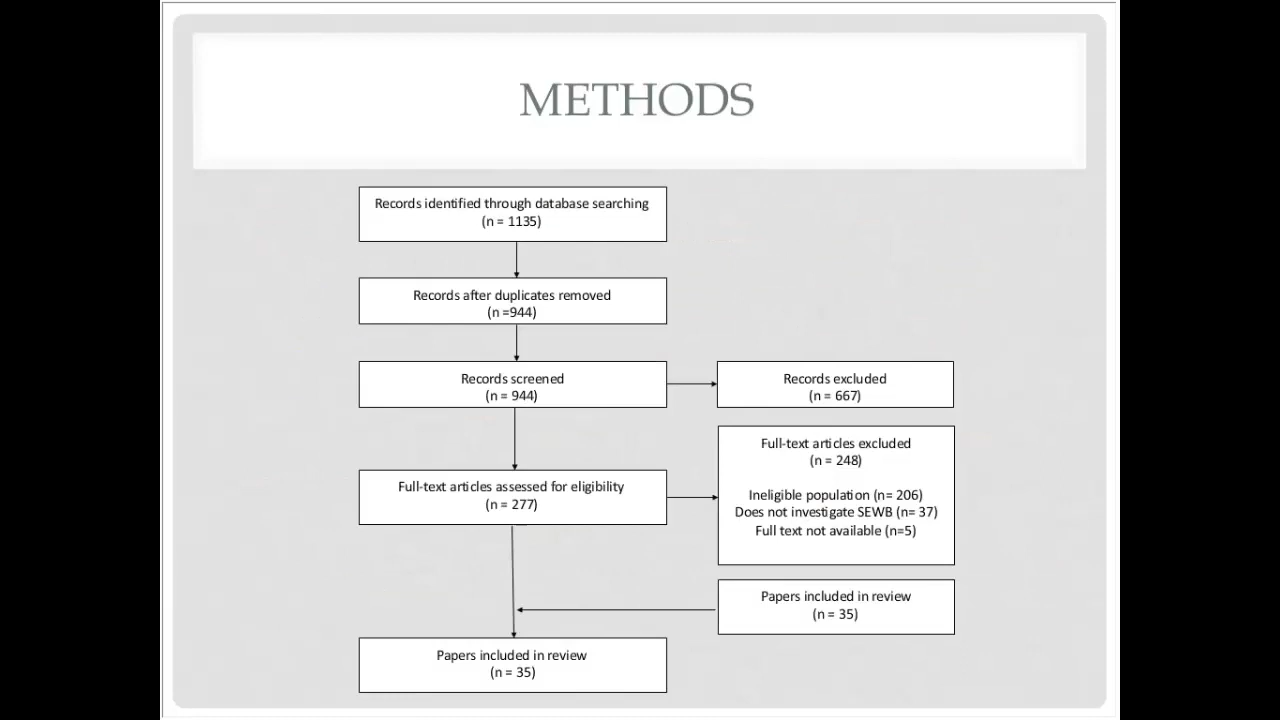 METHODS
Records identified through database searching
(n = 1135)
Records after duplicates removed
(n =944)
Records screened
(n = 944)
Records excluded
(n = 667)
Full-text articles excluded
(n = 248)
Ineligible population (n= 206)
Does not investigate SEWB (n= 37)
Full text not available (n=5)
Full-text articles assessed for eligibility
(n = 277)
Papers included in review
(n = 35)
Papers included in review
(n = 35)